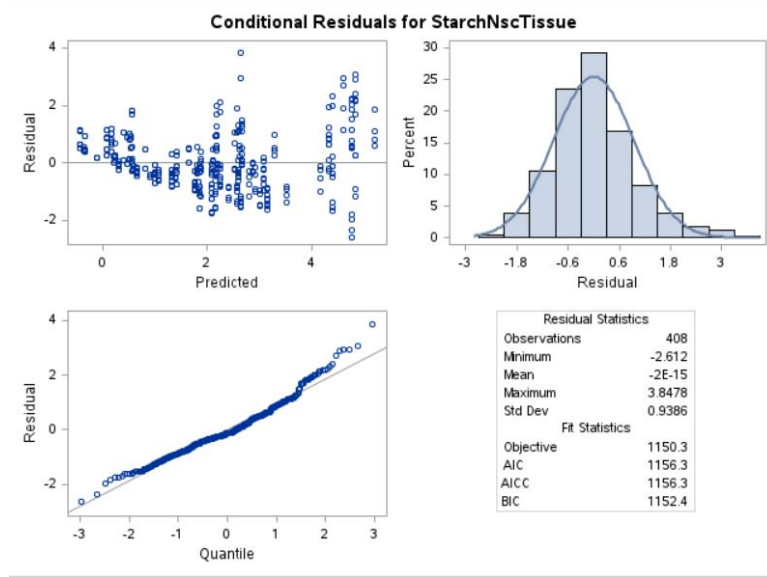 Conditional Residuals for StarchNscTissue
4
2
0
-2
Residual
0 2 4
Predicted
30
25
20
15
10
5
0
Percent
-3 -1.8 -0.6 0.6 1.8 3
Residual
4
2
0
-2
Residual
-3 -2 -1 0 1 2 3
Quantile
Residual Statistics
Observations 408
Minimum -2.612
Mean -2E-15
Maximum 3.8478
Std Dev 0.9386
Fit Statistics
Objective 1150.3
AIC 1156.3
AICC 1156.3
BIC 1152.4